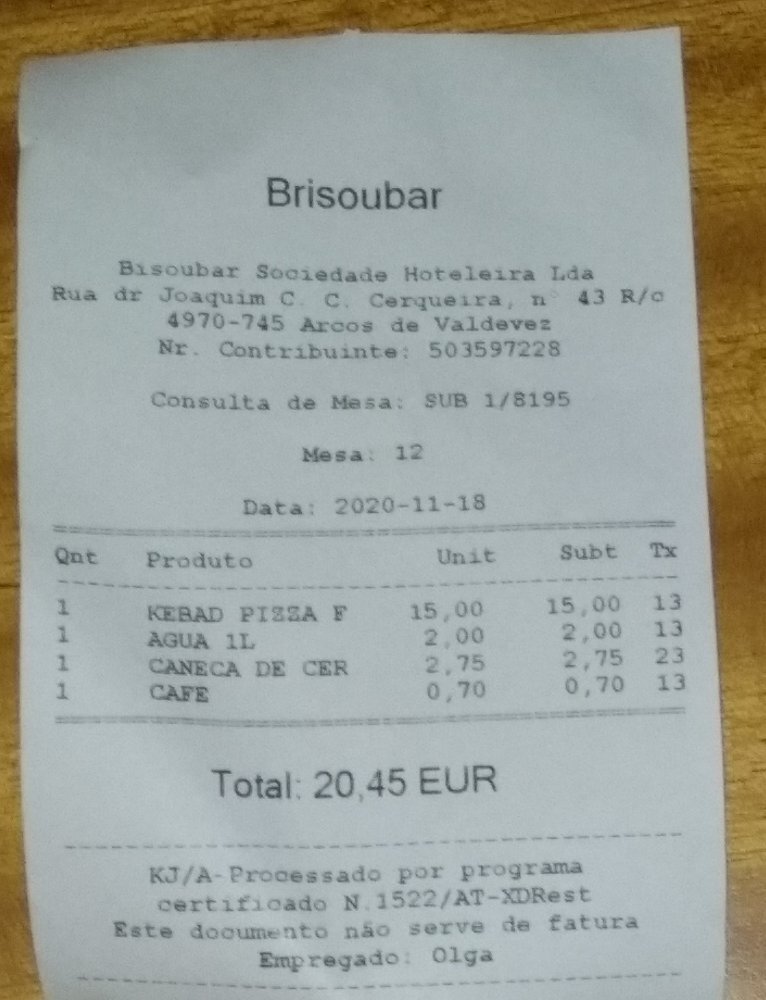 Brisoubar
Bisoubar Sociedade Hoteleira Lda
Rua dr Joaquim C. C. Cerqueira, n° 43 R/c
4970-745 Arcos de Valdevez
Nr. Contribuinte: 503597228
Consulta de Mesa: SUB 1/8195
Mesa: 12
Data: 2020-11-18
Qnt Produto Unit Subt Tx
1 KEBAD PIZZA F 15,00 15,00 13
1 AGUA 1L 2,00 2,00 13
1 CANECA DE CER 2,75 2,75 23
1 CAFE 0,70 0,70 13
Total: 20,45 EUR
KJ/A-Processado por programa
certificado N.1522/AT-XDRest
Este documento não serve de fatura
Empregado: Olga